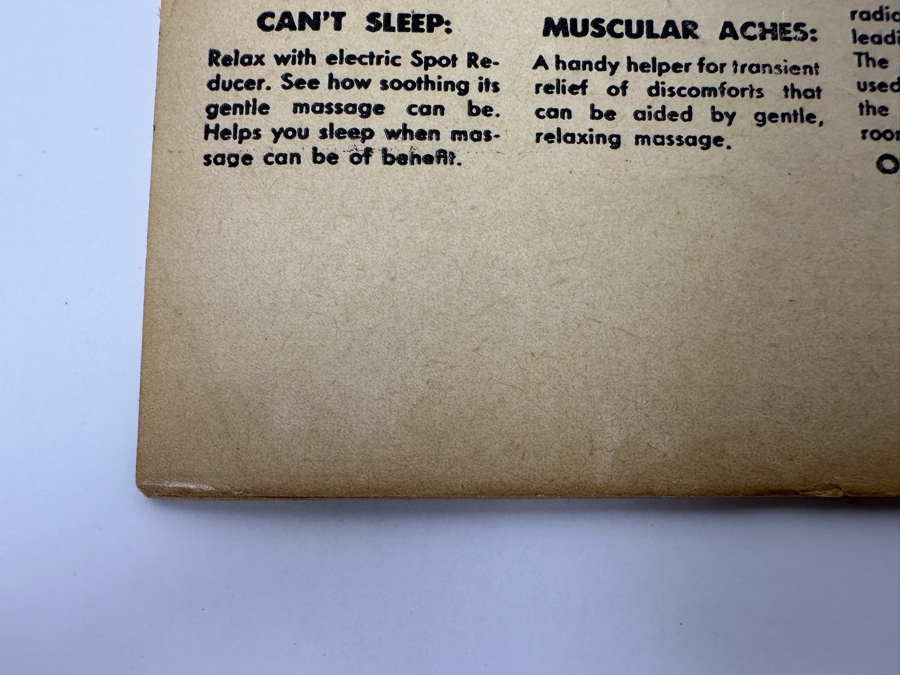 CAN'T SLEEP:
Relax with electric Spot Re-
ducer. See how soothing its
gentle massage can be.
Helps you sleep when mas-
sage can be of benefit.
MUSCULAR ACHES:
A handy helper for transient
relief of discomforts that
can be aided by gentle,
relaxing massage.
The
used
the